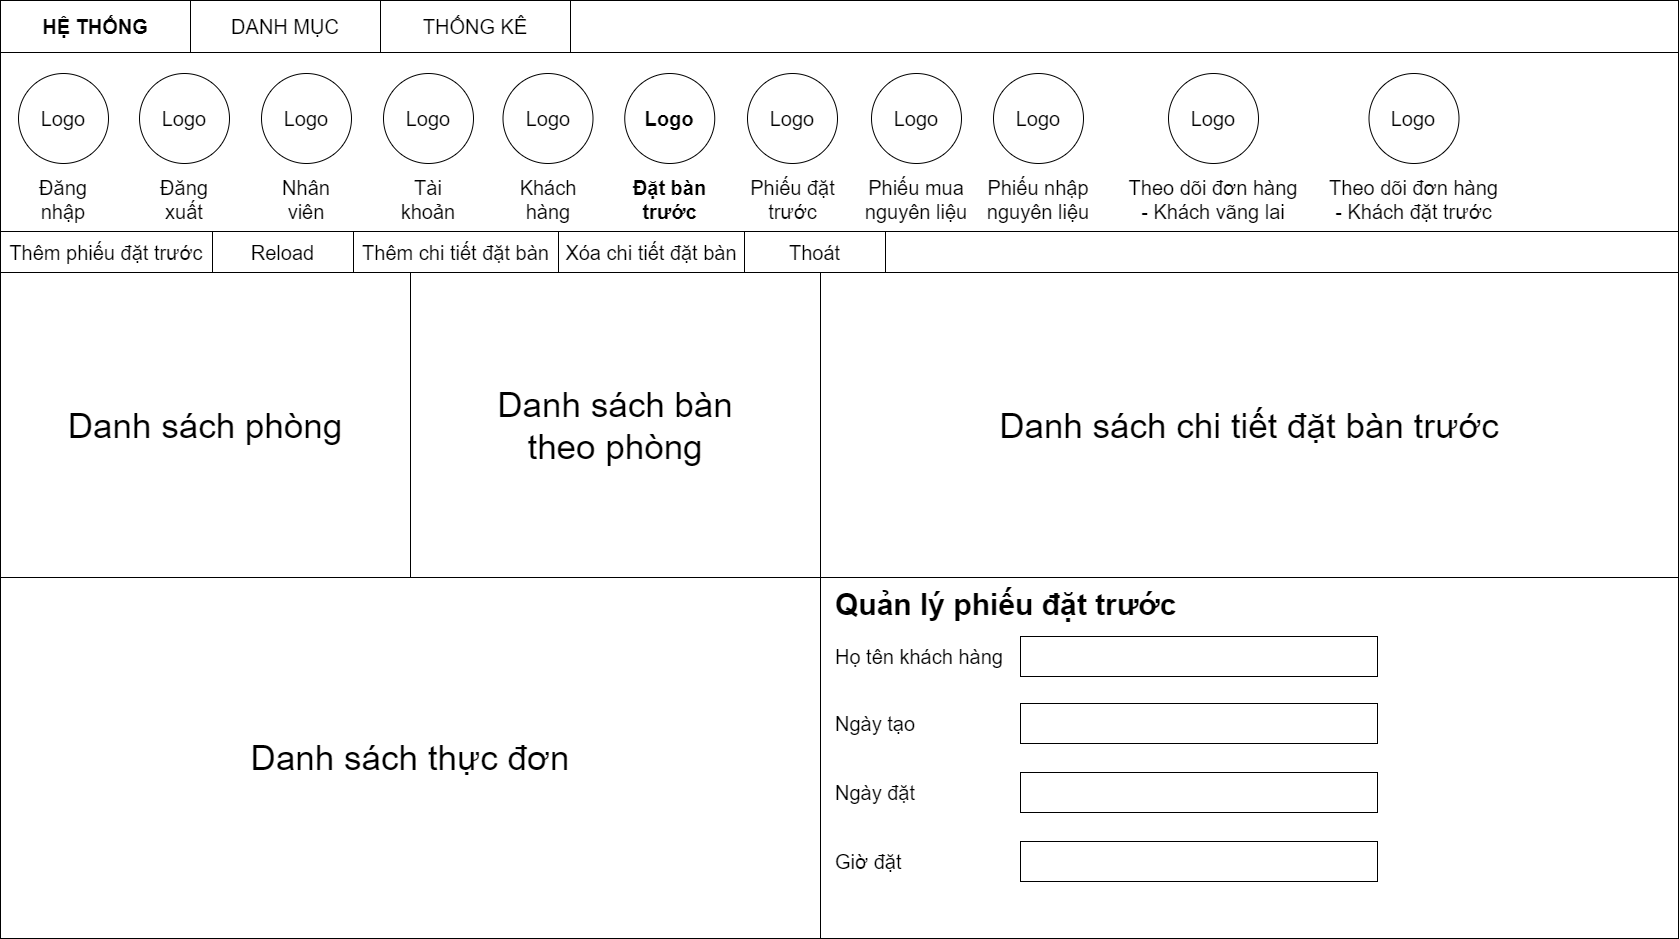 HỆ THỐNG DANH MỤC THỐNG KÊ
Logo Logo Logo Logo Logo Logo Logo Logo Logo Logo Logo
Đăng nhập
Đăng xuất
Nhân viên
Tài khoản
Khách hàng
Đặt bàn trước
Phiếu đặt trước
Phiếu mua nguyên liệu
Phiếu nhập nguyên liệu
Theo dõi đơn hàng - Khách vãng lai
Theo dõi đơn hàng - Khách đặt trước
Thêm phiếu đặt trước Reload Thêm chi tiết đặt bàn Xóa chi tiết đặt bàn Thoát
Danh sách phòng
Danh sách bàn
theo phòng
Danh sách chi tiết đặt bàn trước
Danh sách thực đơn
Quản lý phiếu đặt trước
Họ tên khách hàng
Ngày tạo
Ngày đặt
Giờ đặt